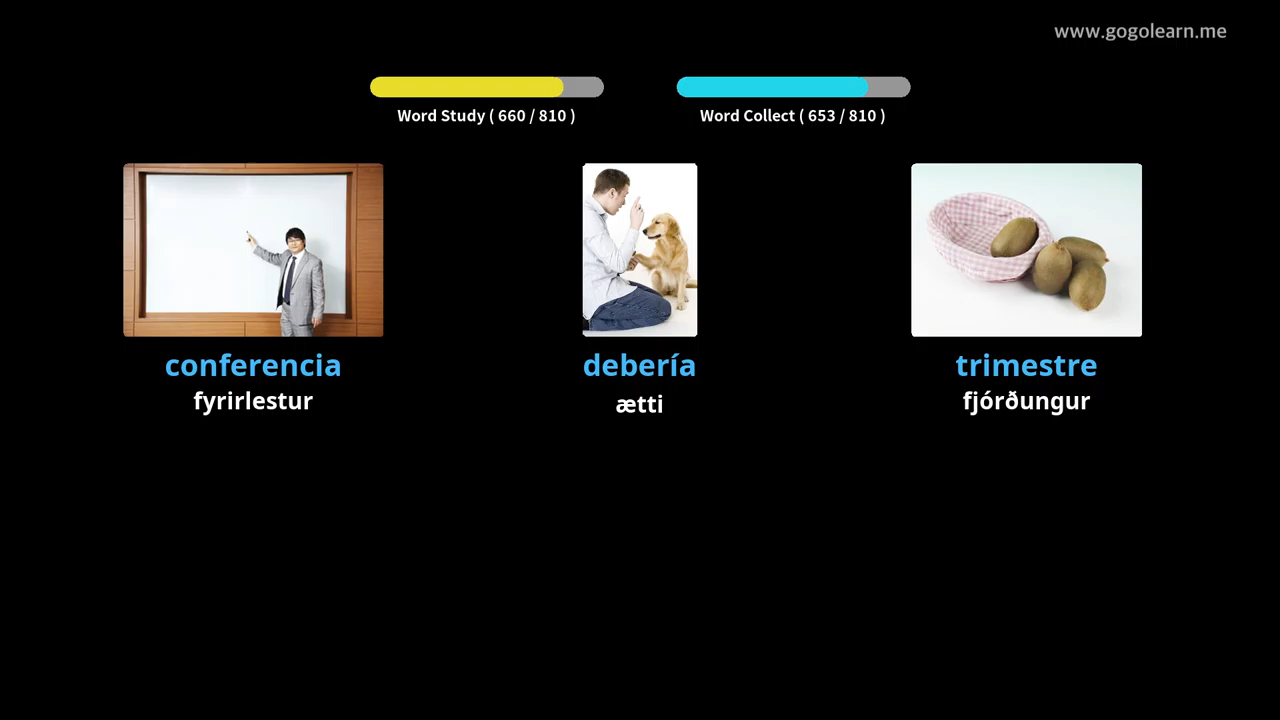 www.gogolearn.me
Word Study ( 660 / 810 )
Word Collect ( 653 / 810 )
conferencia
fyrirlestur
debería
ætti
trimestre
fjórðungur